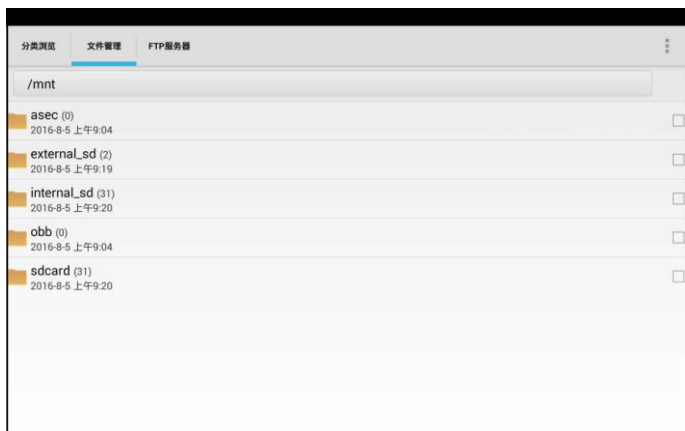 分类浏览 文件管理 FTP服务器
/mnt
asec (0)
2016-8-5 上午9:04
external_sd (2)
2016-8-5 上午9:19
internal_sd (31)
2016-8-5 上午9:20
obb (0)
2016-8-5 上午9:04
sdcard (31)
2016-8-5 上午9:20